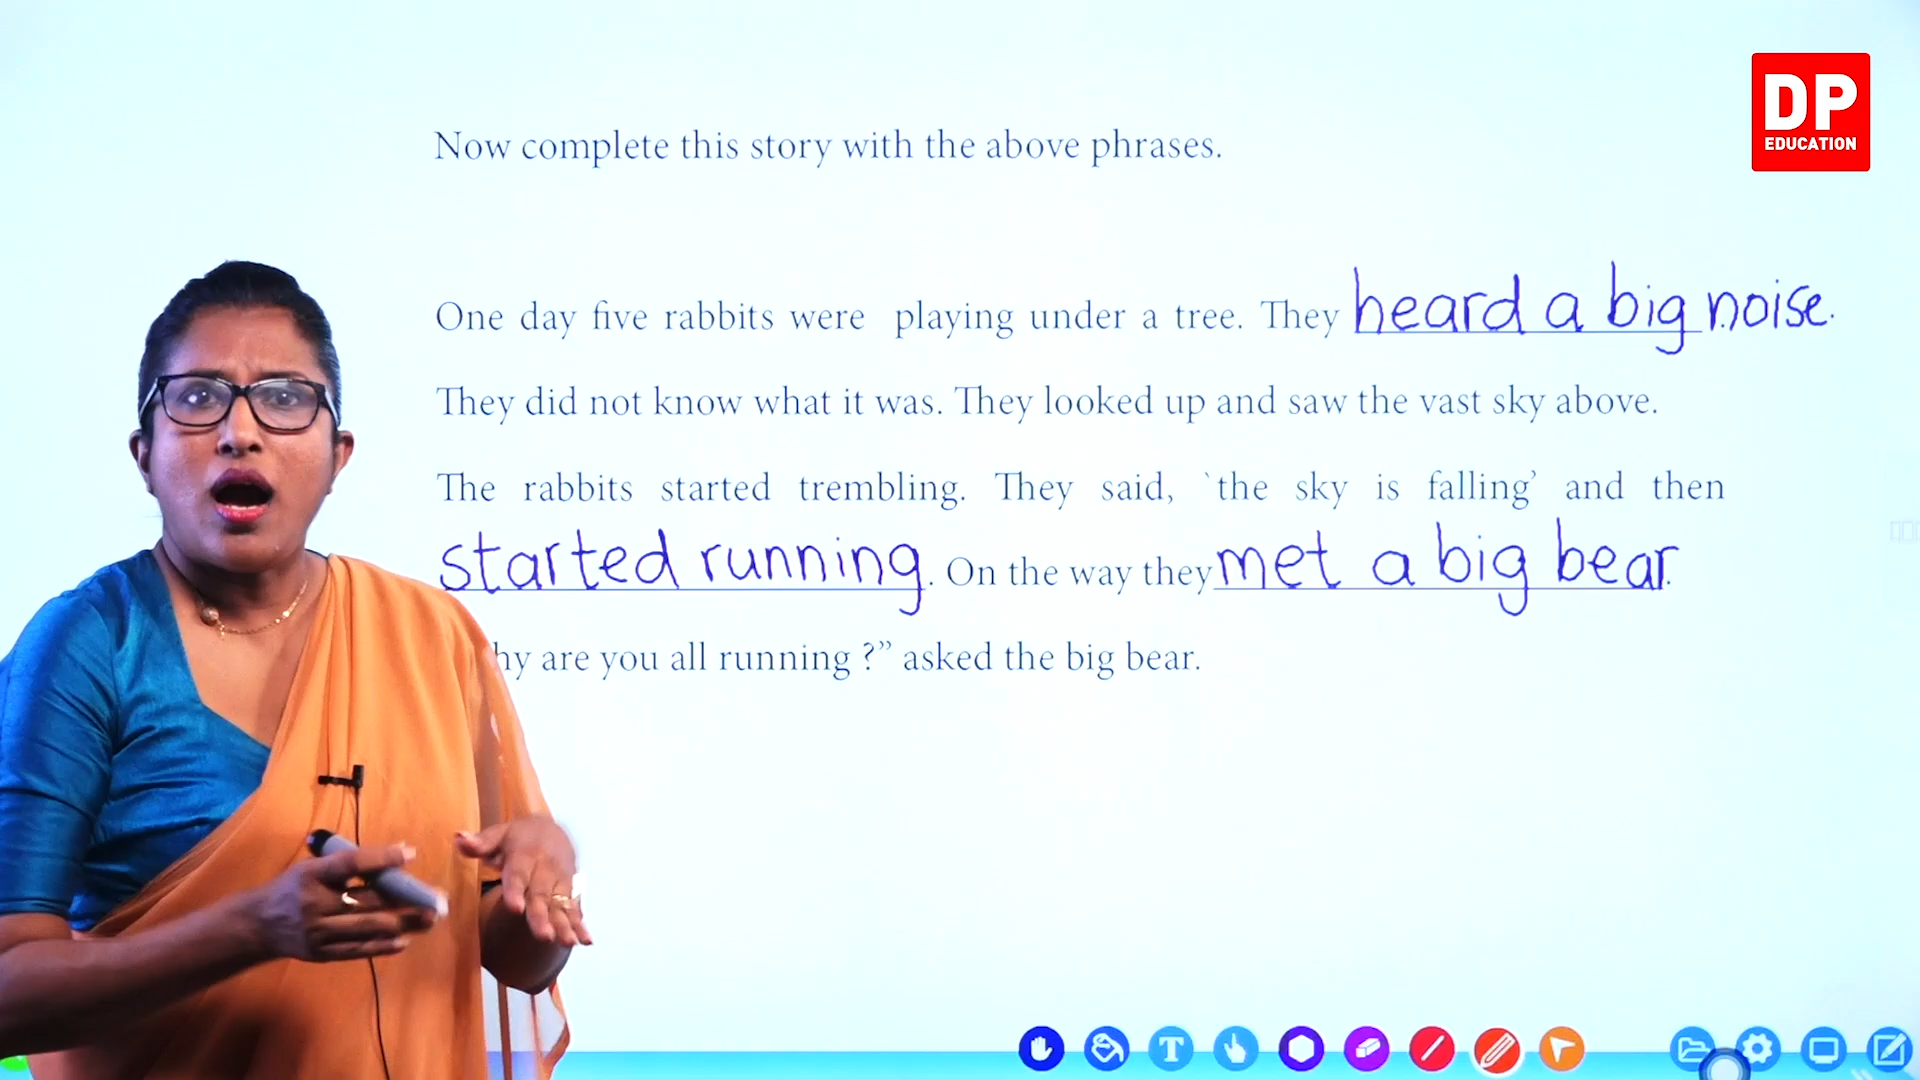 DP
EDUCATION
Now complete this story with the above phrases.
One day five rabbits were playing under a tree. They heard a big noise.
They did not know what it was. They looked up and saw the vast sky above.
The rabbits started trembling. They said, `the sky is falling’ and then
started running. On the way they met a big bear.
hy are you all running ?” asked the big bear.
T